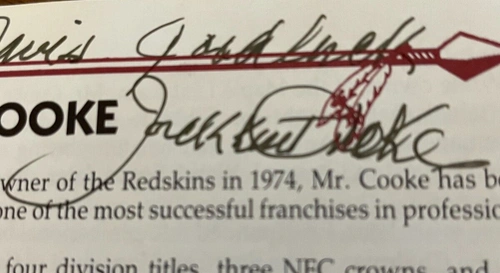 OOKE Jack Kent Cooke
wner of the Redskins in 1974, Mr. Cooke has be
one of the most successful franchises in professio
four division titles, three NFC crowns, and